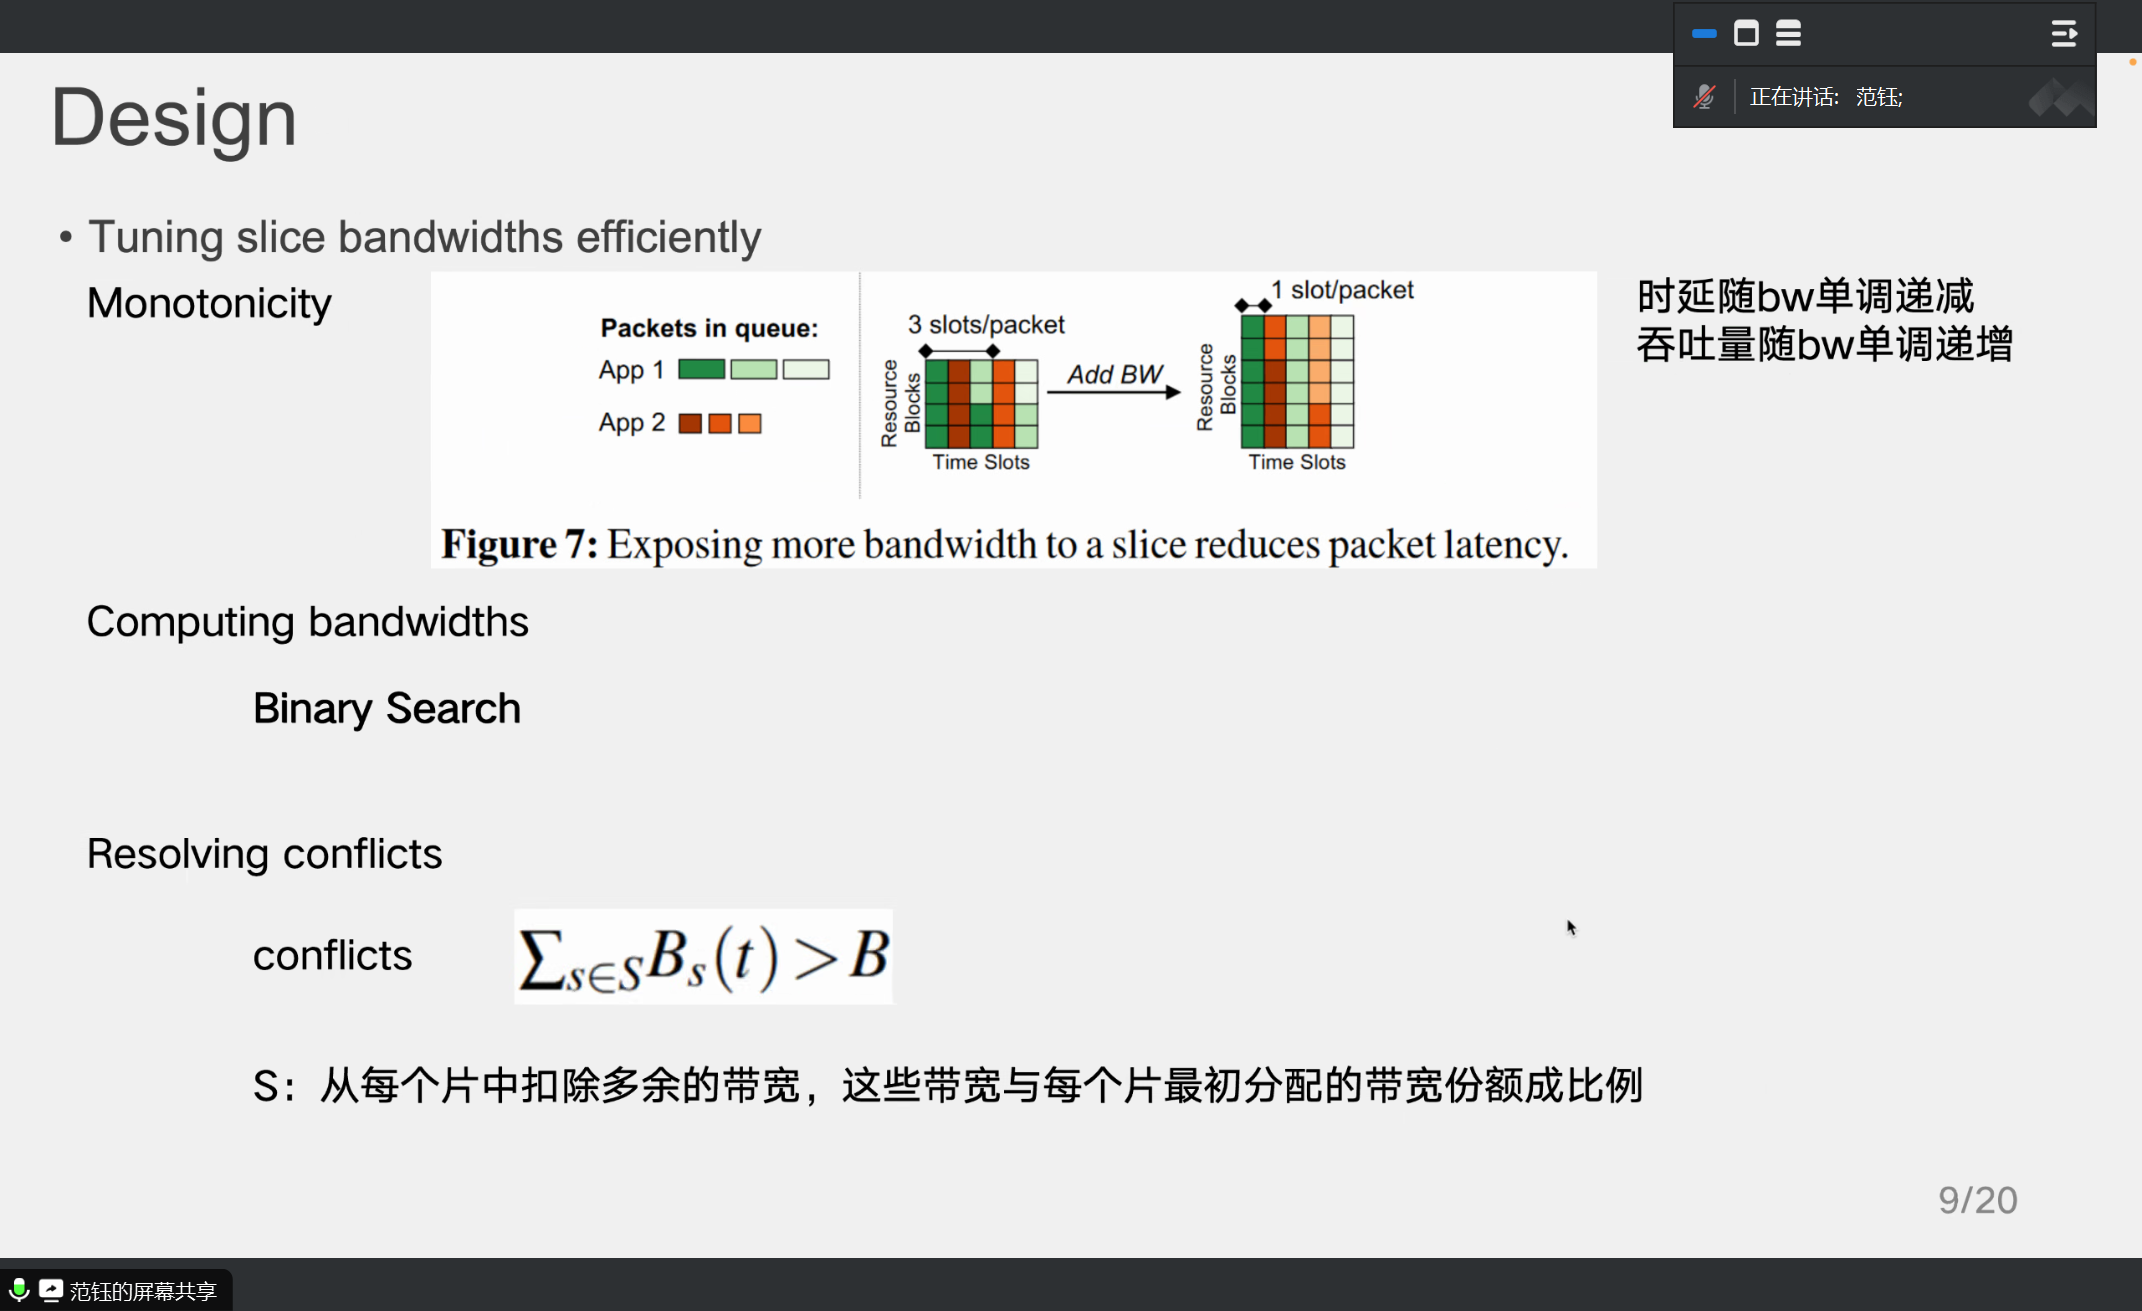 正在讲话: 范钰;
Design
• Tuning slice bandwidths efficiently
Monotonicity
Packets in queue:
App 1
App 2
3 slots/packet
Resource Blocks
Time Slots
Add BW
1 slot/packet
Resource Blocks
Time Slots
Figure 7: Exposing more bandwidth to a slice reduces packet latency.
时延随bw单调递减
吞吐量随bw单调递增
Computing bandwidths
Binary Search
Resolving conflicts
conflicts
∑s∈S Bs(t) > B
S：从每个片中扣除多余的带宽，这些带宽与每个片最初分配的带宽份额成比例
9/20
范钰的屏幕共享